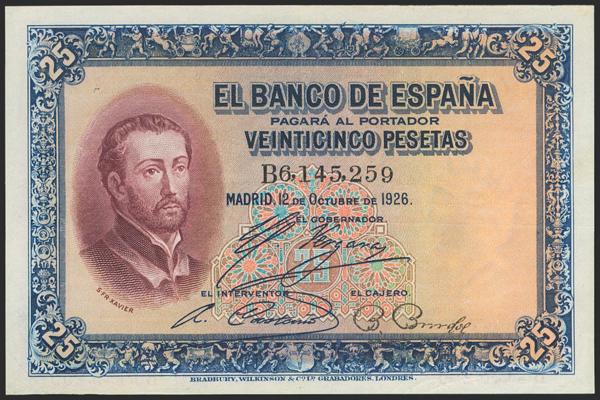 25 25
EL BANCO DE ESPAÑA
PAGARÁ AL PORTADOR
VEINTICINCO PESETAS
B6,145,259
MADRID, 12 DE OCTUBRE DE 1926.
EL GOBERNADOR
S. FR. XAVIER
EL INTERVENTOR EL CAJERO
25 25
BRADBURY, WILKINSON & Cº. Lᴰ. GRABADORES, LONDRES.